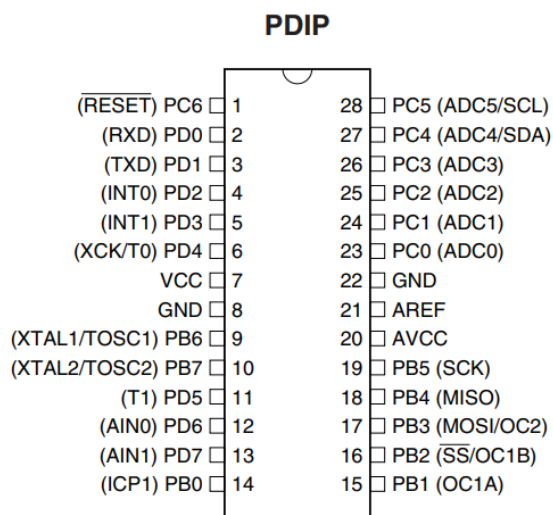 PDIP
(RESET) PC6 1 28 PC5 (ADC5/SCL)
(RXD) PD0 2 27 PC4 (ADC4/SDA)
(TXD) PD1 3 26 PC3 (ADC3)
(INT0) PD2 4 25 PC2 (ADC2)
(INT1) PD3 5 24 PC1 (ADC1)
(XCK/T0) PD4 6 23 PC0 (ADC0)
VCC 7 22 GND
GND 8 21 AREF
(XTAL1/TOSC1) PB6 9 20 AVCC
(XTAL2/TOSC2) PB7 10 19 PB5 (SCK)
(T1) PD5 11 18 PB4 (MISO)
(AIN0) PD6 12 17 PB3 (MOSI/OC2)
(AIN1) PD7 13 16 PB2 (SS/OC1B)
(ICP1) PB0 14 15 PB1 (OC1A)